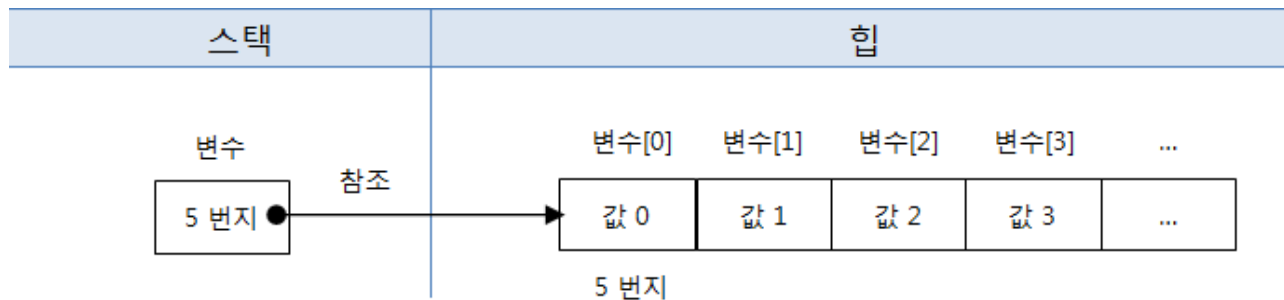 스택 힙
변수 변수[0] 변수[1] 변수[2] 변수[3] ...
참조
5 번지 값 0 값 1 값 2 값 3 ...
5 번지